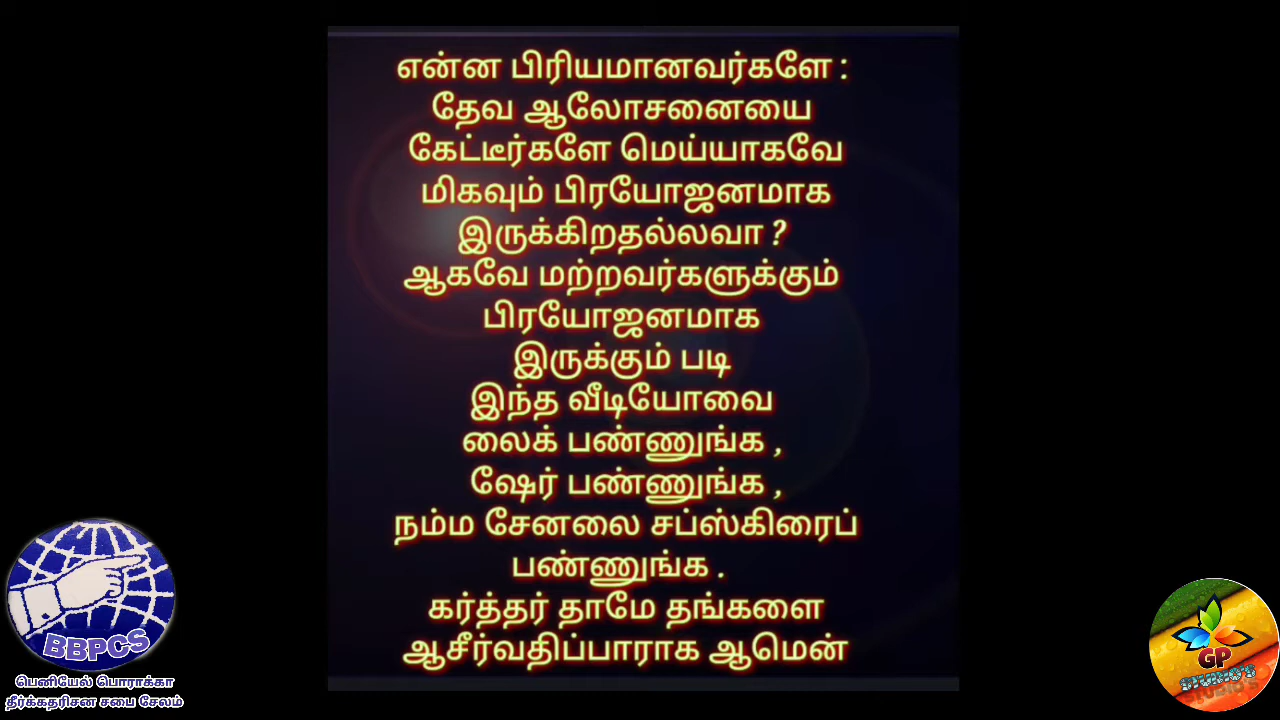 என்ன பிரியமானவர்களே :
தேவ ஆலோசனையை
கேட்டீர்களே மெய்யாகவே
மிகவும் பிரயோஜனமாக
இருக்கிறதல்லவா ?
ஆகவே மற்றவர்களுக்கும்
பிரயோஜனமாக
இருக்கும் படி
இந்த வீடியோவை
லைக் பண்ணுங்க ,
ஷேர் பண்ணுங்க ,
நம்ம சேனலை சப்ஸ்கிரைப்
பண்ணுங்க .
கர்த்தர் தாமே தங்களை
ஆசீர்வதிப்பாராக ஆமென்
BBPCS
பெனியேல் பொராக்கா
தீர்க்கதரிசன சபை சேலம்
GP
STUDIO'S